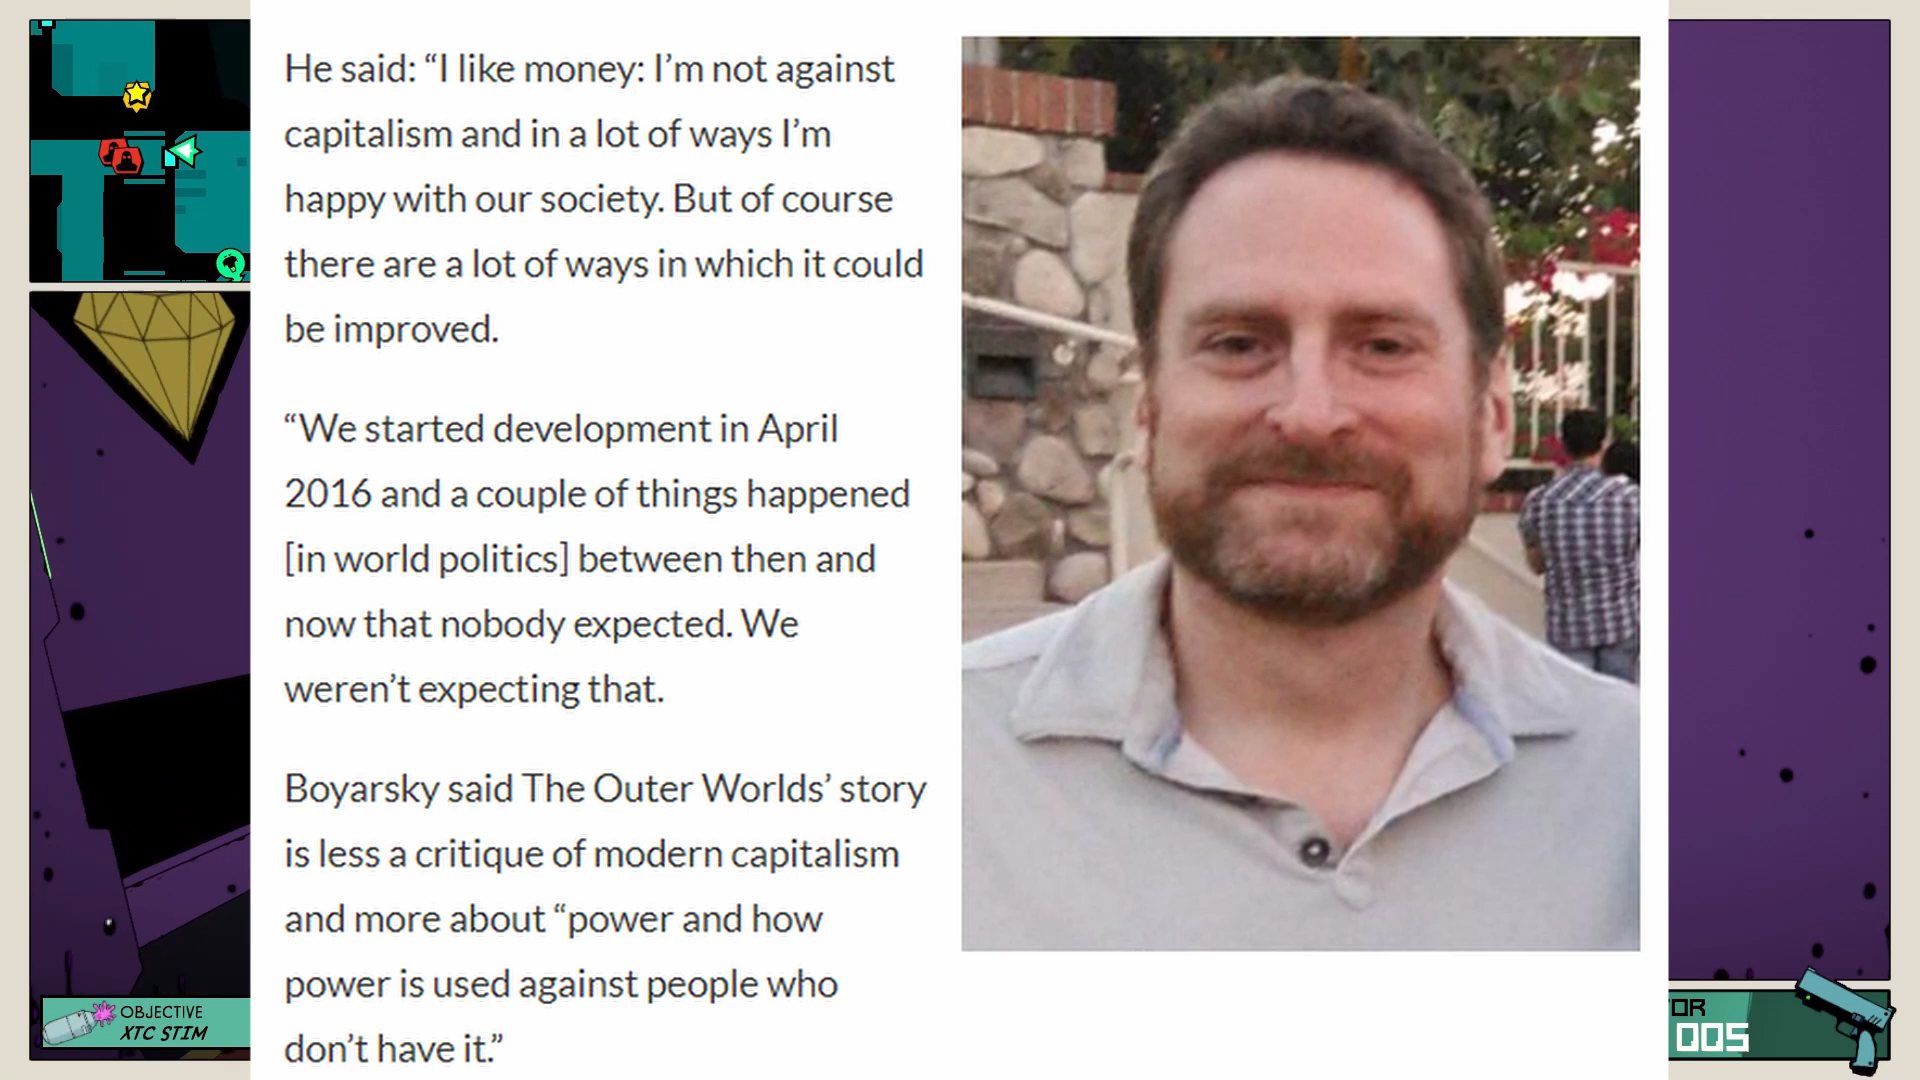 He said: “I like money: I’m not against
capitalism and in a lot of ways I’m
happy with our society. But of course
there are a lot of ways in which it could
be improved.
“We started development in April
2016 and a couple of things happened
[in world politics] between then and
now that nobody expected. We
weren’t expecting that.
Boyarsky said The Outer Worlds’ story
is less a critique of modern capitalism
and more about “power and how
power is used against people who
don’t have it.”
OBJECTIVE
XTC STIM
OR
005